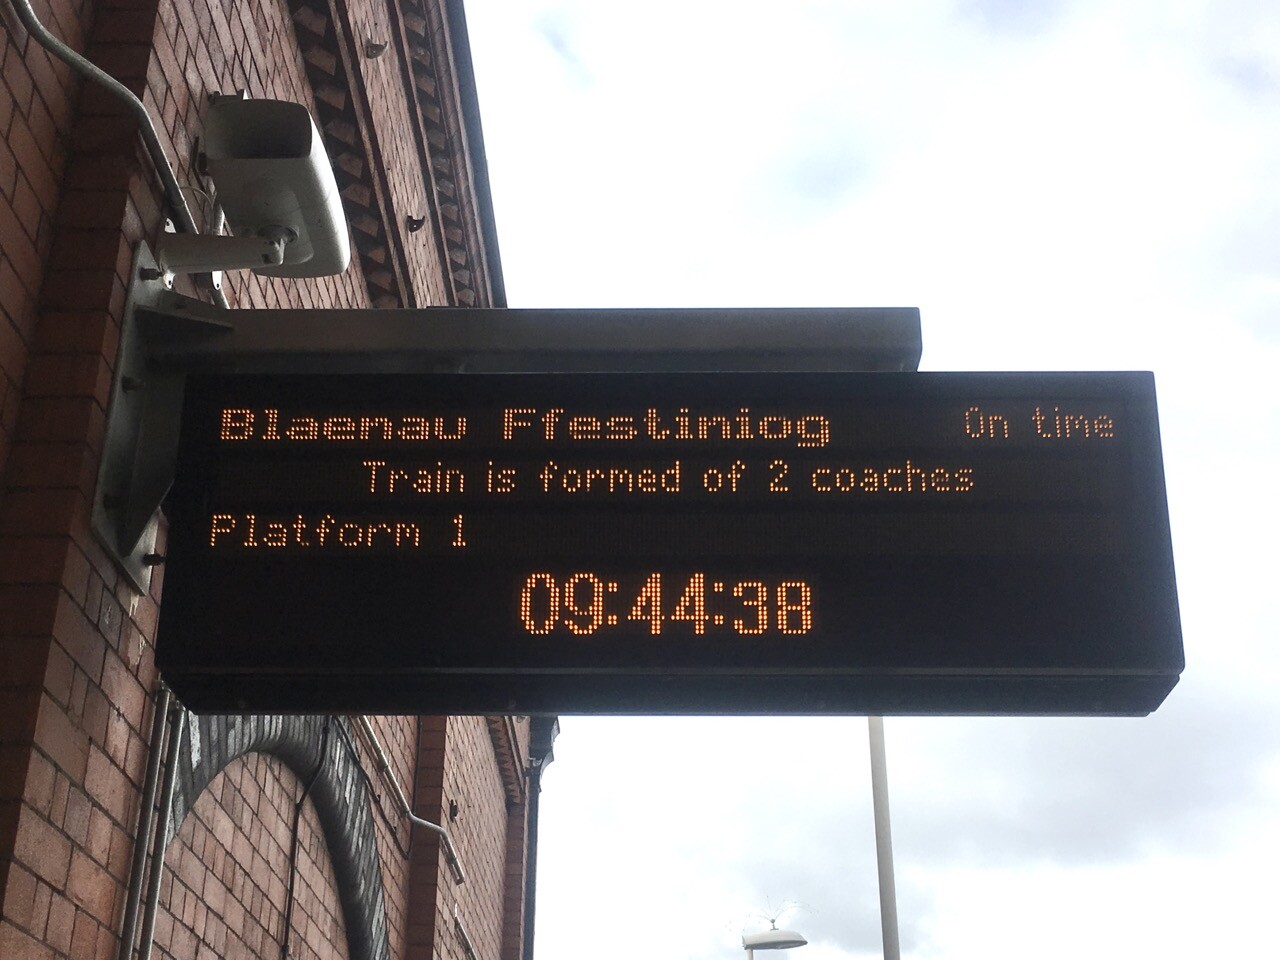 Blaenau Ffestiniog On time
Train is formed of 2 coaches
Platform 1
09:44:38